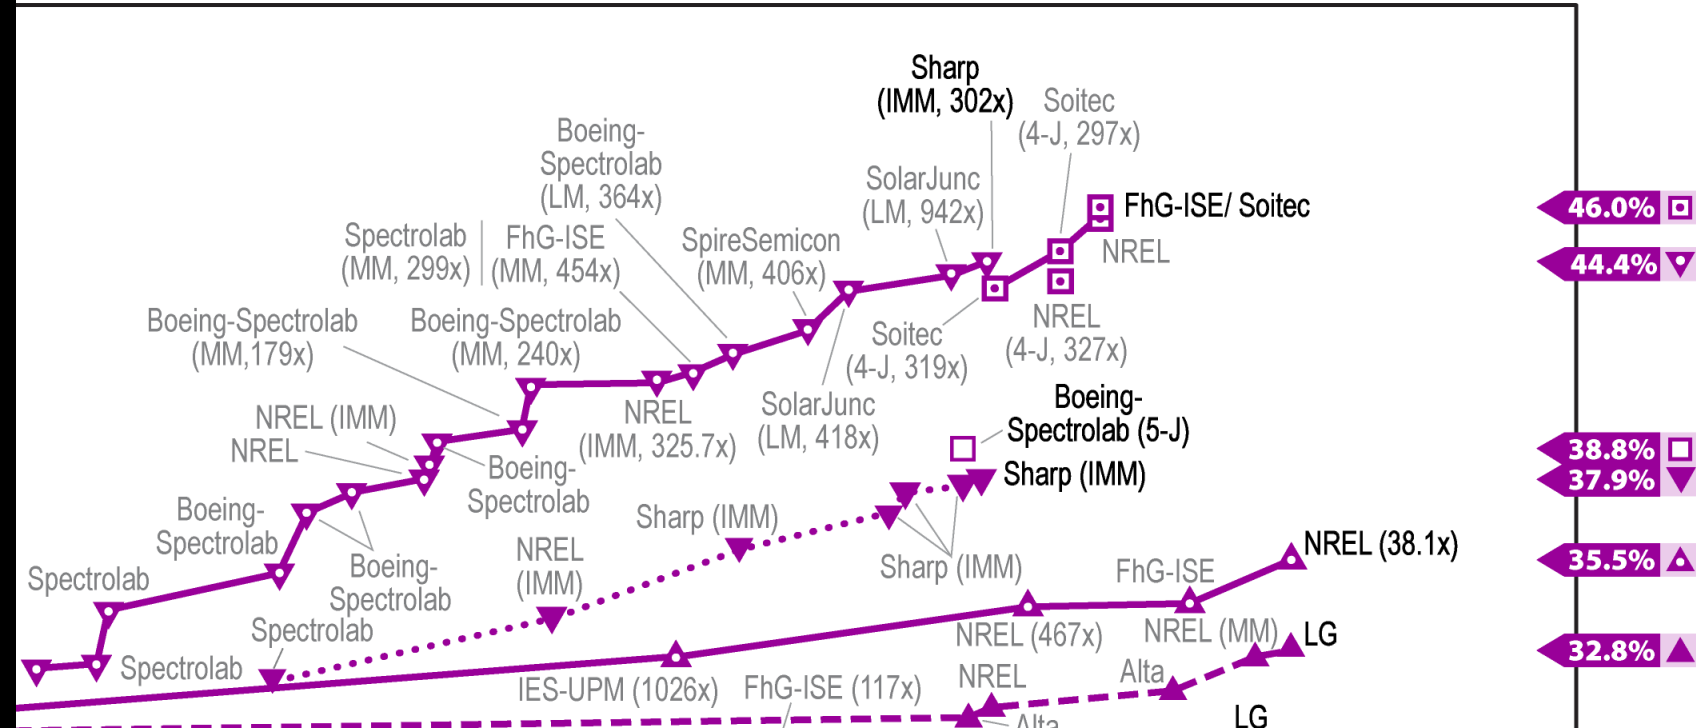 Sharp
(IMM, 302x)
Soitec
(4-J, 297x)
Boeing-
Spectrolab
(LM, 364x)
SolarJunc
(LM, 942x)
FhG-ISE/ Soitec
46.0%
Spectrolab
(MM, 299x)
FhG-ISE
(MM, 454x)
SpireSemicon
(MM, 406x)
NREL
44.4%
Boeing-Spectrolab
(MM,179x)
Boeing-Spectrolab
(MM, 240x)
Soitec
(4-J, 319x)
NREL
(4-J, 327x)
NREL (IMM)
NREL
NREL
(IMM, 325.7x)
SolarJunc
(LM, 418x)
Boeing-
Spectrolab (5-J)
38.8%
Boeing-
Spectrolab
Sharp (IMM)
37.9%
Boeing-
Spectrolab
Sharp (IMM)
NREL
(IMM)
NREL (38.1x)
35.5%
Spectrolab
Boeing-
Spectrolab
Sharp (IMM)
FhG-ISE
Spectrolab
NREL (467x)
NREL (MM)
LG
32.8%
Spectrolab
IES-UPM (1026x)
FhG-ISE (117x)
NREL
Alta
Alta
LG